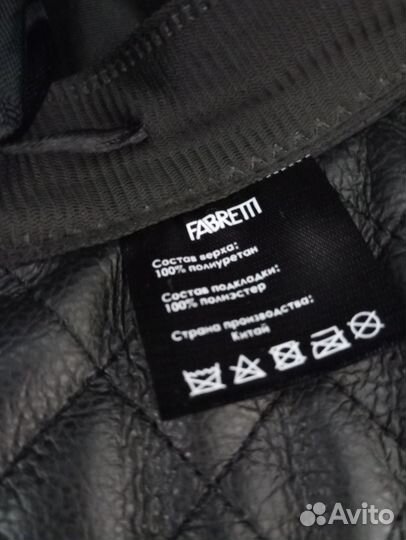 FABRETTI
Состав верха:
100% полиуретан
Состав подкладки:
100% полиэстер
Страна производства:
Китай
Avito